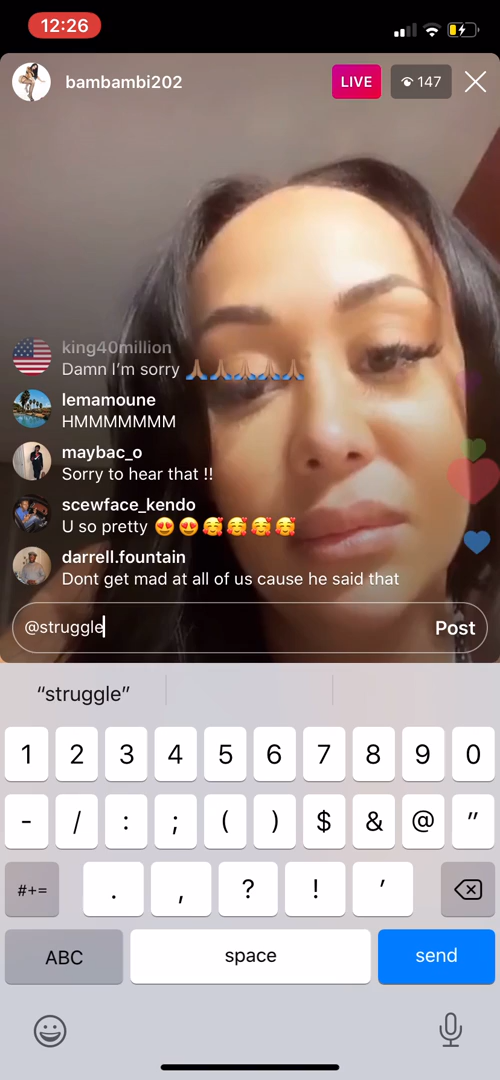 12:26
bambambi202
LIVE
147
king40million
Damn I'm sorry 🙏🏽🙏🏽🙏🏽🙏🏽🙏🏽
lemamoune
HMMMMMMM
maybac_o
Sorry to hear that !!
scewface_kendo
U so pretty 😍😍🥰🥰🥰🥰
darrell.fountain
Dont get mad at all of us cause he said that
@struggle
Post
“struggle”
1 2 3 4 5 6 7 8 9 0
- / : ; ( ) $ & @ ”
#+= . , ? ! ’
ABC space send